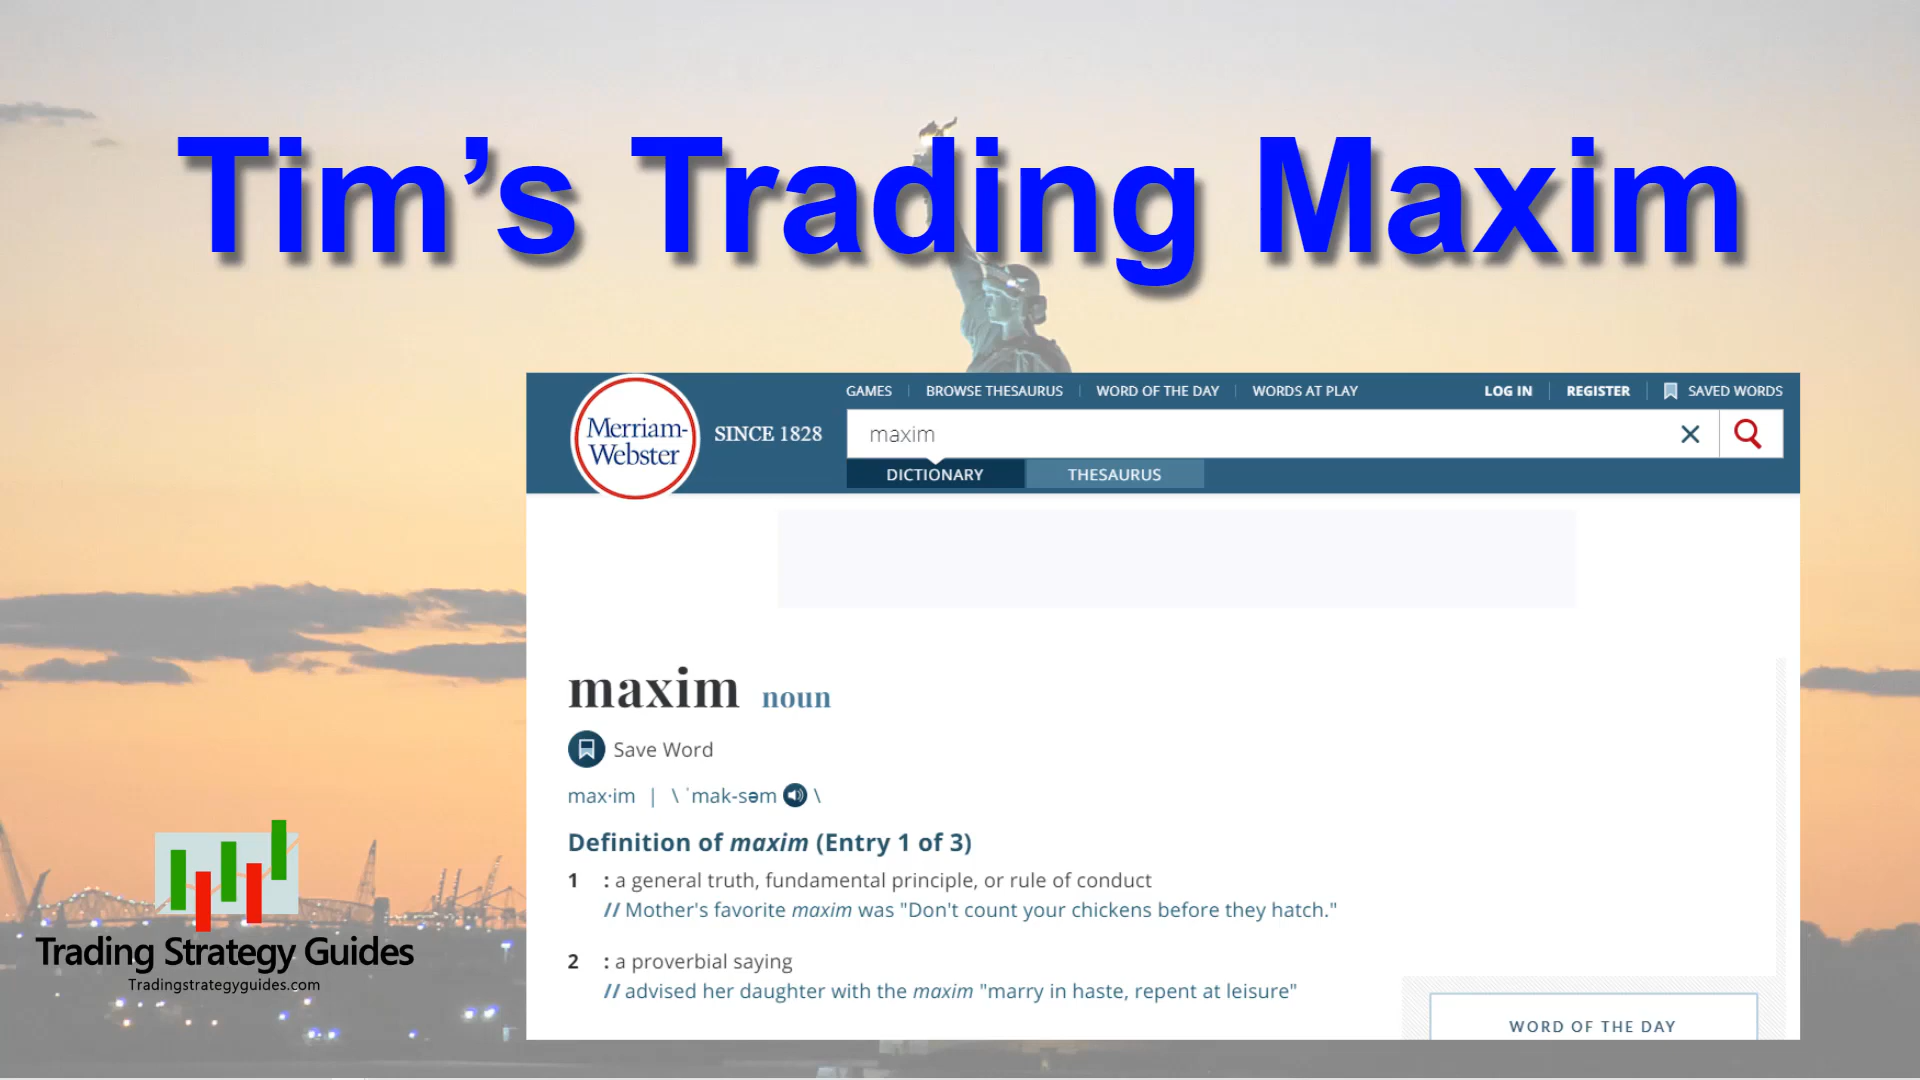 Tim’s Trading Maxim
GAMES BROWSE THESAURUS WORD OF THE DAY WORDS AT PLAY LOG IN REGISTER SAVED WORDS
Merriam-
Webster
SINCE 1828
maxim
DICTIONARY THESAURUS
maxim noun
Save Word
max·im | \ ˈmak-səm \
Definition of maxim (Entry 1 of 3)
1 : a general truth, fundamental principle, or rule of conduct
// Mother's favorite maxim was "Don't count your chickens before they hatch."
2 : a proverbial saying
// advised her daughter with the maxim "marry in haste, repent at leisure"
WORD OF THE DAY
Trading Strategy Guides
Tradingstrategyguides.com